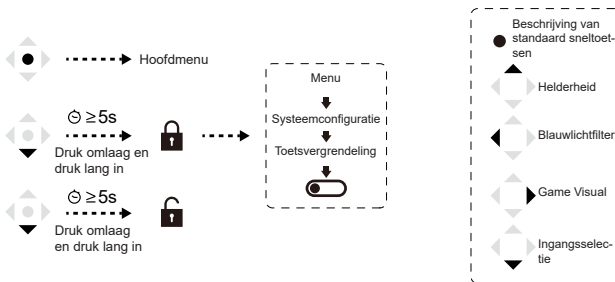 Hoofdmenu
≥5s
Druk omlaag en
druk lang in
≥5s
Druk omlaag
en druk lang in
Menu
Systeemconfiguratie
Toetsvergrendeling
Beschrijving van
standaard sneltoet-
sen
Helderheid
Blauwlichtfilter
Game Visual
Ingangsselec-
tie